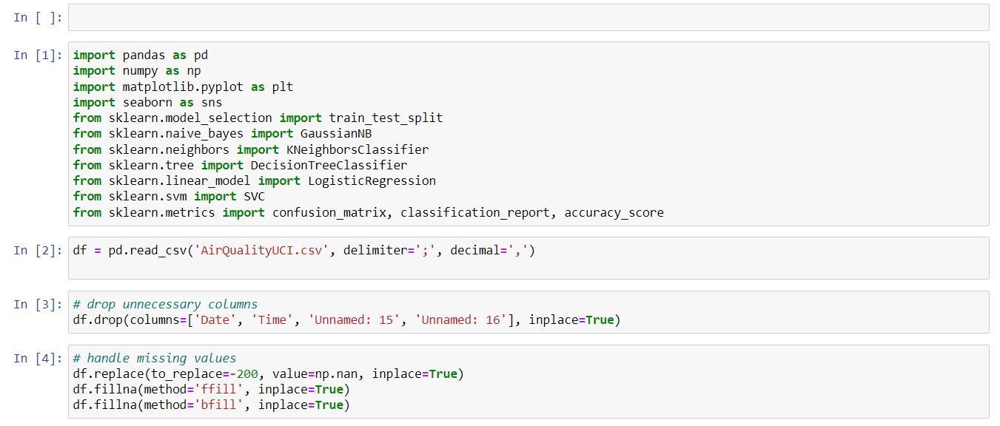 In [ ]:
In [1]: import pandas as pd
import numpy as np
import matplotlib.pyplot as plt
import seaborn as sns
from sklearn.model_selection import train_test_split
from sklearn.naive_bayes import GaussianNB
from sklearn.neighbors import KNeighborsClassifier
from sklearn.tree import DecisionTreeClassifier
from sklearn.linear_model import LogisticRegression
from sklearn.svm import SVC
from sklearn.metrics import confusion_matrix, classification_report, accuracy_score
In [2]: df = pd.read_csv('AirQualityUCI.csv', delimiter=';', decimal=',')
In [3]: # drop unnecessary columns
df.drop(columns=['Date', 'Time', 'Unnamed: 15', 'Unnamed: 16'], inplace=True)
In [4]: # handle missing values
df.replace(to_replace=-200, value=np.nan, inplace=True)
df.fillna(method='ffill', inplace=True)
df.fillna(method='bfill', inplace=True)